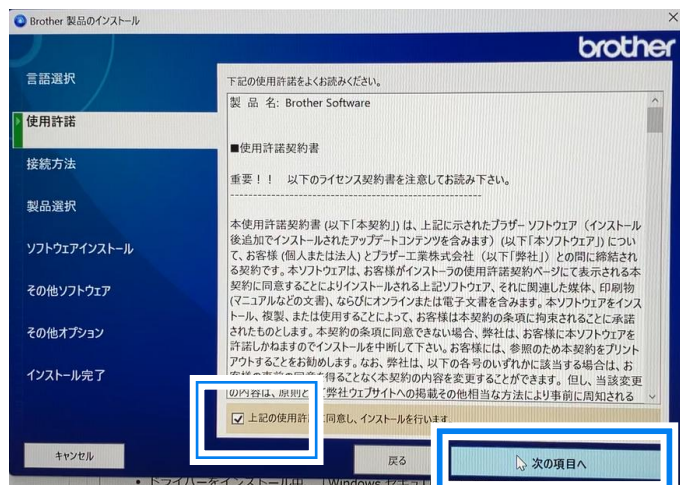 Brother 製品のインストール
brother
言語選択
使用許諾
接続方法
製品選択
ソフトウェアインストール
その他ソフトウェア
その他オプション
インストール完了
下記の使用許諾をよくお読みください。
製 品 名: Brother Software
■使用許諾契約書
重要!! 以下のライセンス契約書を注意してお読み下さい。
本使用許諾契約書 (以下「本契約」) は、上記に示されたブラザー ソフトウェア (インストール
後追加でインストールされたアップデートコンテンツを含みます) (以下「本ソフトウェア」) につい
て、お客様 (個人または法人) とブラザー工業株式会社 (以下「弊社」) との間に締結され
る契約です。本ソフトウェアは、お客様がインストーラの使用許諾契約ページにて表示される本
契約に同意することによりインストールされる上記ソフトウェア、それに関連した媒体、印刷物
(マニュアルなどの文書)、ならびにオンラインまたは電子文書を含みます。本ソフトウェアをインス
トール、複製、または使用することによって、お客様は本契約の条項に拘束されることに承諾
されたものとします。本契約の条項に同意できない場合、弊社は、お客様に本ソフトウェアを
許諾しかねますのでインストールを中断して下さい。お客様には、参照のため本契約をプリント
アウトすることをお勧めします。なお、弊社は、以下の各号のいずれかに該当する場合は、お
得ることなく本契約の内容を変更することができます。 但し、当該変更
の内容は、原則と 弊社ウェブサイトへの掲載その他相当な方法により事前に周知される
上記の使用許 に同意し、インストールを行います。
キャンセル
戻る
次の項目へ